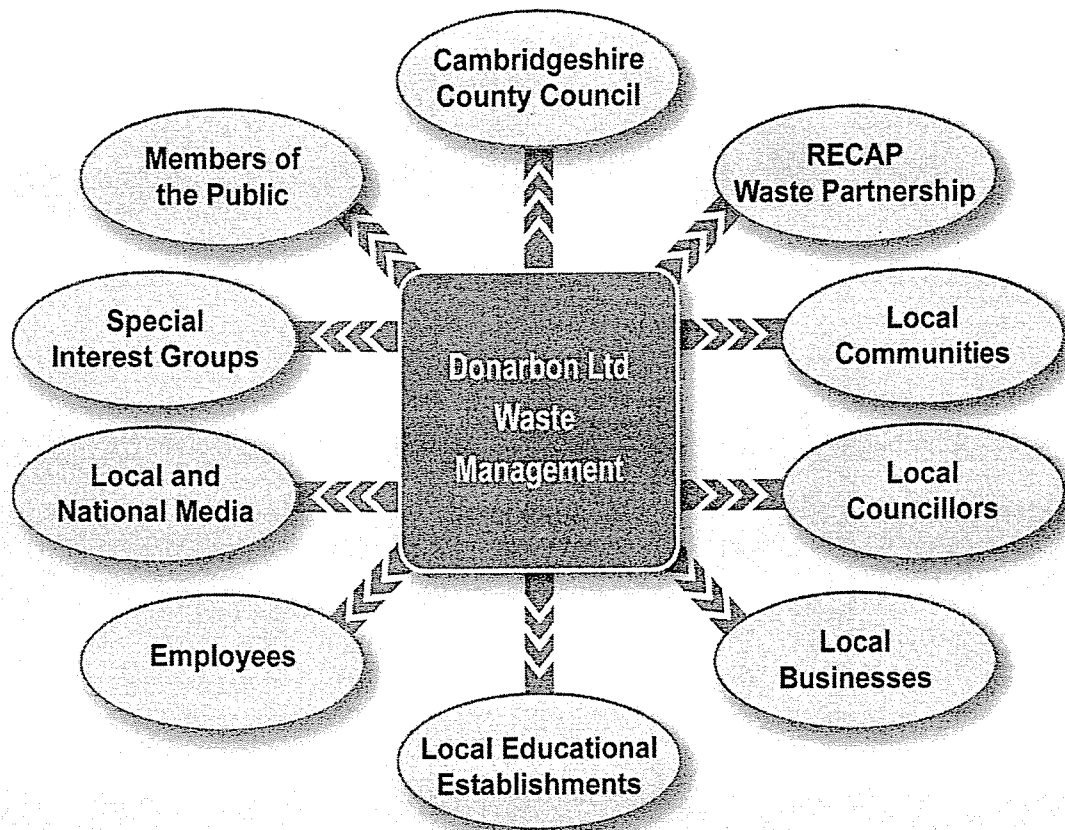 Cambridgeshire
County Council
Members of
the Public
RECAP
Waste Partnership
Special
Interest Groups
Local
Communities
Donarbon Ltd
Waste
Management
Local and
National Media
Local
Councillors
Employees
Local
Businesses
Local Educational
Establishments